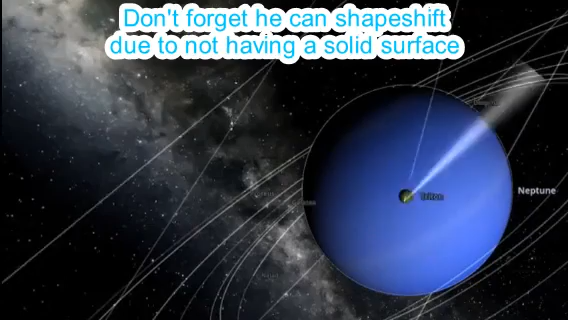 Don't forget he can shapeshift
due to not having a solid surface
Neptune
Triton